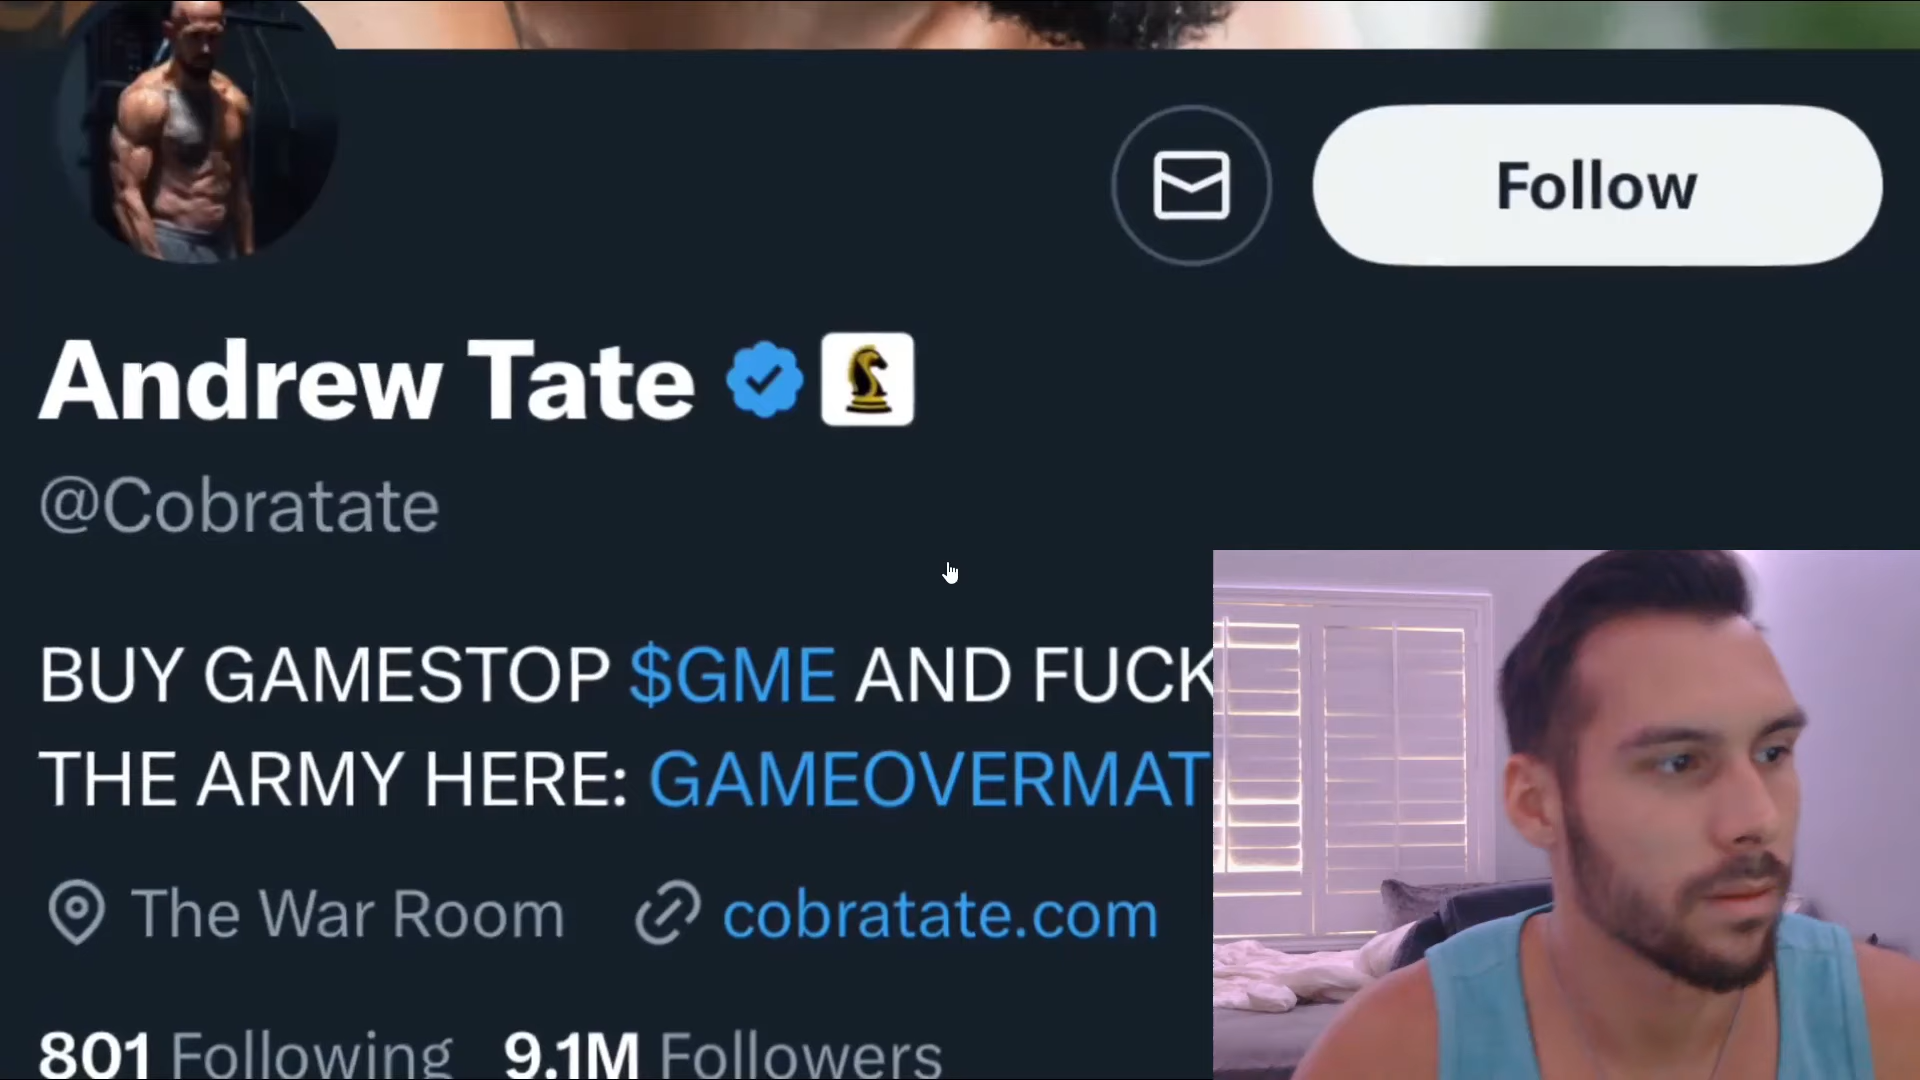 Follow
Andrew Tate
@Cobratate
BUY GAMESTOP $GME AND FUCK
THE ARMY HERE: GAMEOVERMAT
The War Room cobratate.com
801 Following 9.1M Followers